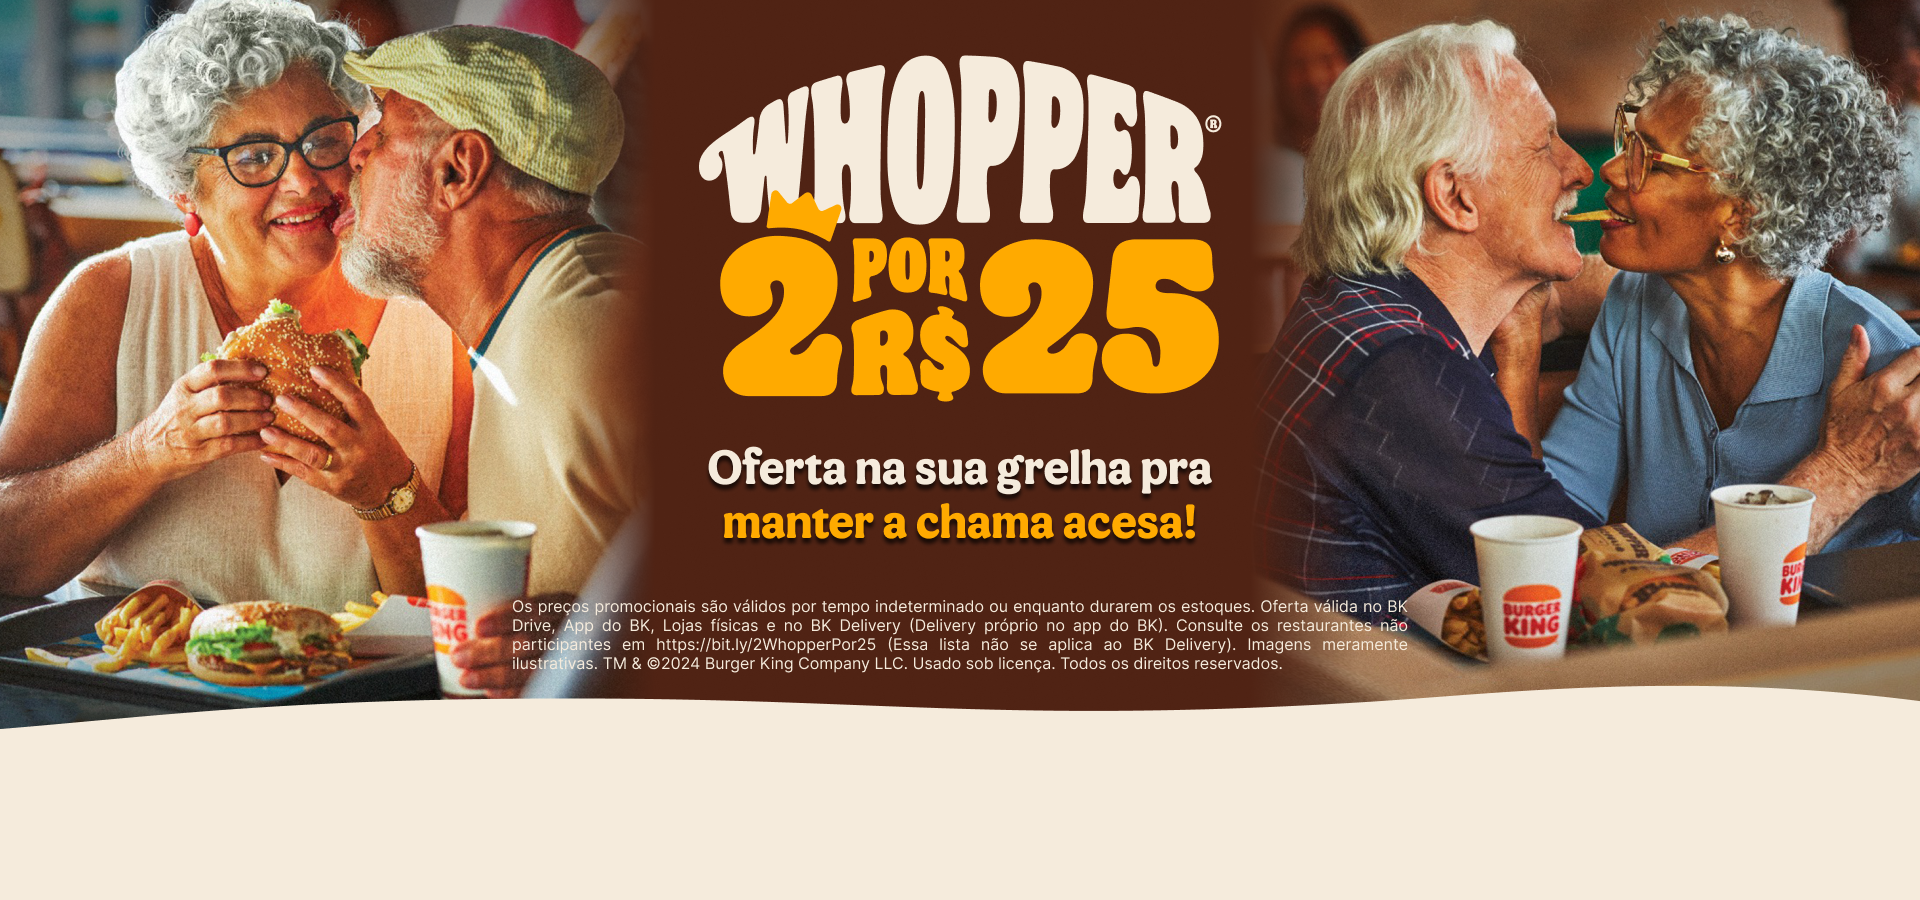 WHOPPER®
2 POR R$ 25
Oferta na sua grelha pra
manter a chama acesa!
Os preços promocionais são válidos por tempo indeterminado ou enquanto durarem os estoques. Oferta válida no BK
Drive, App do BK, Lojas físicas e no BK Delivery (Delivery próprio no app do BK). Consulte os restaurantes não
participantes em https://bit.ly/2WhopperPor25 (Essa lista não se aplica ao BK Delivery). Imagens meramente
ilustrativas. TM & ©2024 Burger King Company LLC. Usado sob licença. Todos os direitos reservados.
BURGER
KING